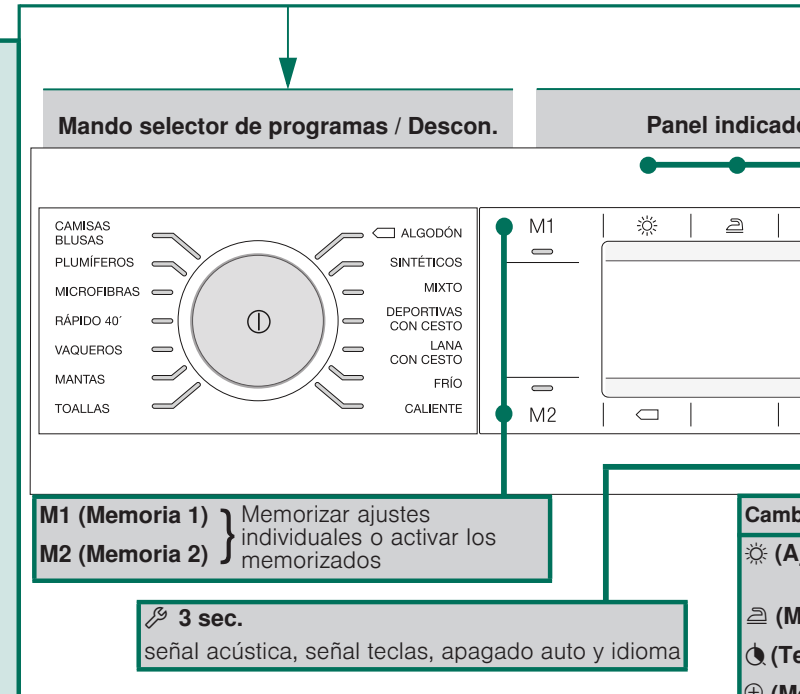 Mando selector de programas / Descon.
Panel indicad
CAMISAS
BLUSAS
PLUMÍFEROS
MICROFIBRAS
RÁPIDO 40´
VAQUEROS
MANTAS
TOALLAS
ALGODÓN
SINTÉTICOS
MIXTO
DEPORTIVAS
CON CESTO
LANA
CON CESTO
FRÍO
CALIENTE
M1
M2
M1 (Memoria 1)
M2 (Memoria 2)
Memorizar ajustes
individuales o activar los
memorizados
3 sec.
señal acústica, señal teclas, apagado auto y idioma
Camb
(A
(M
(Te
(M